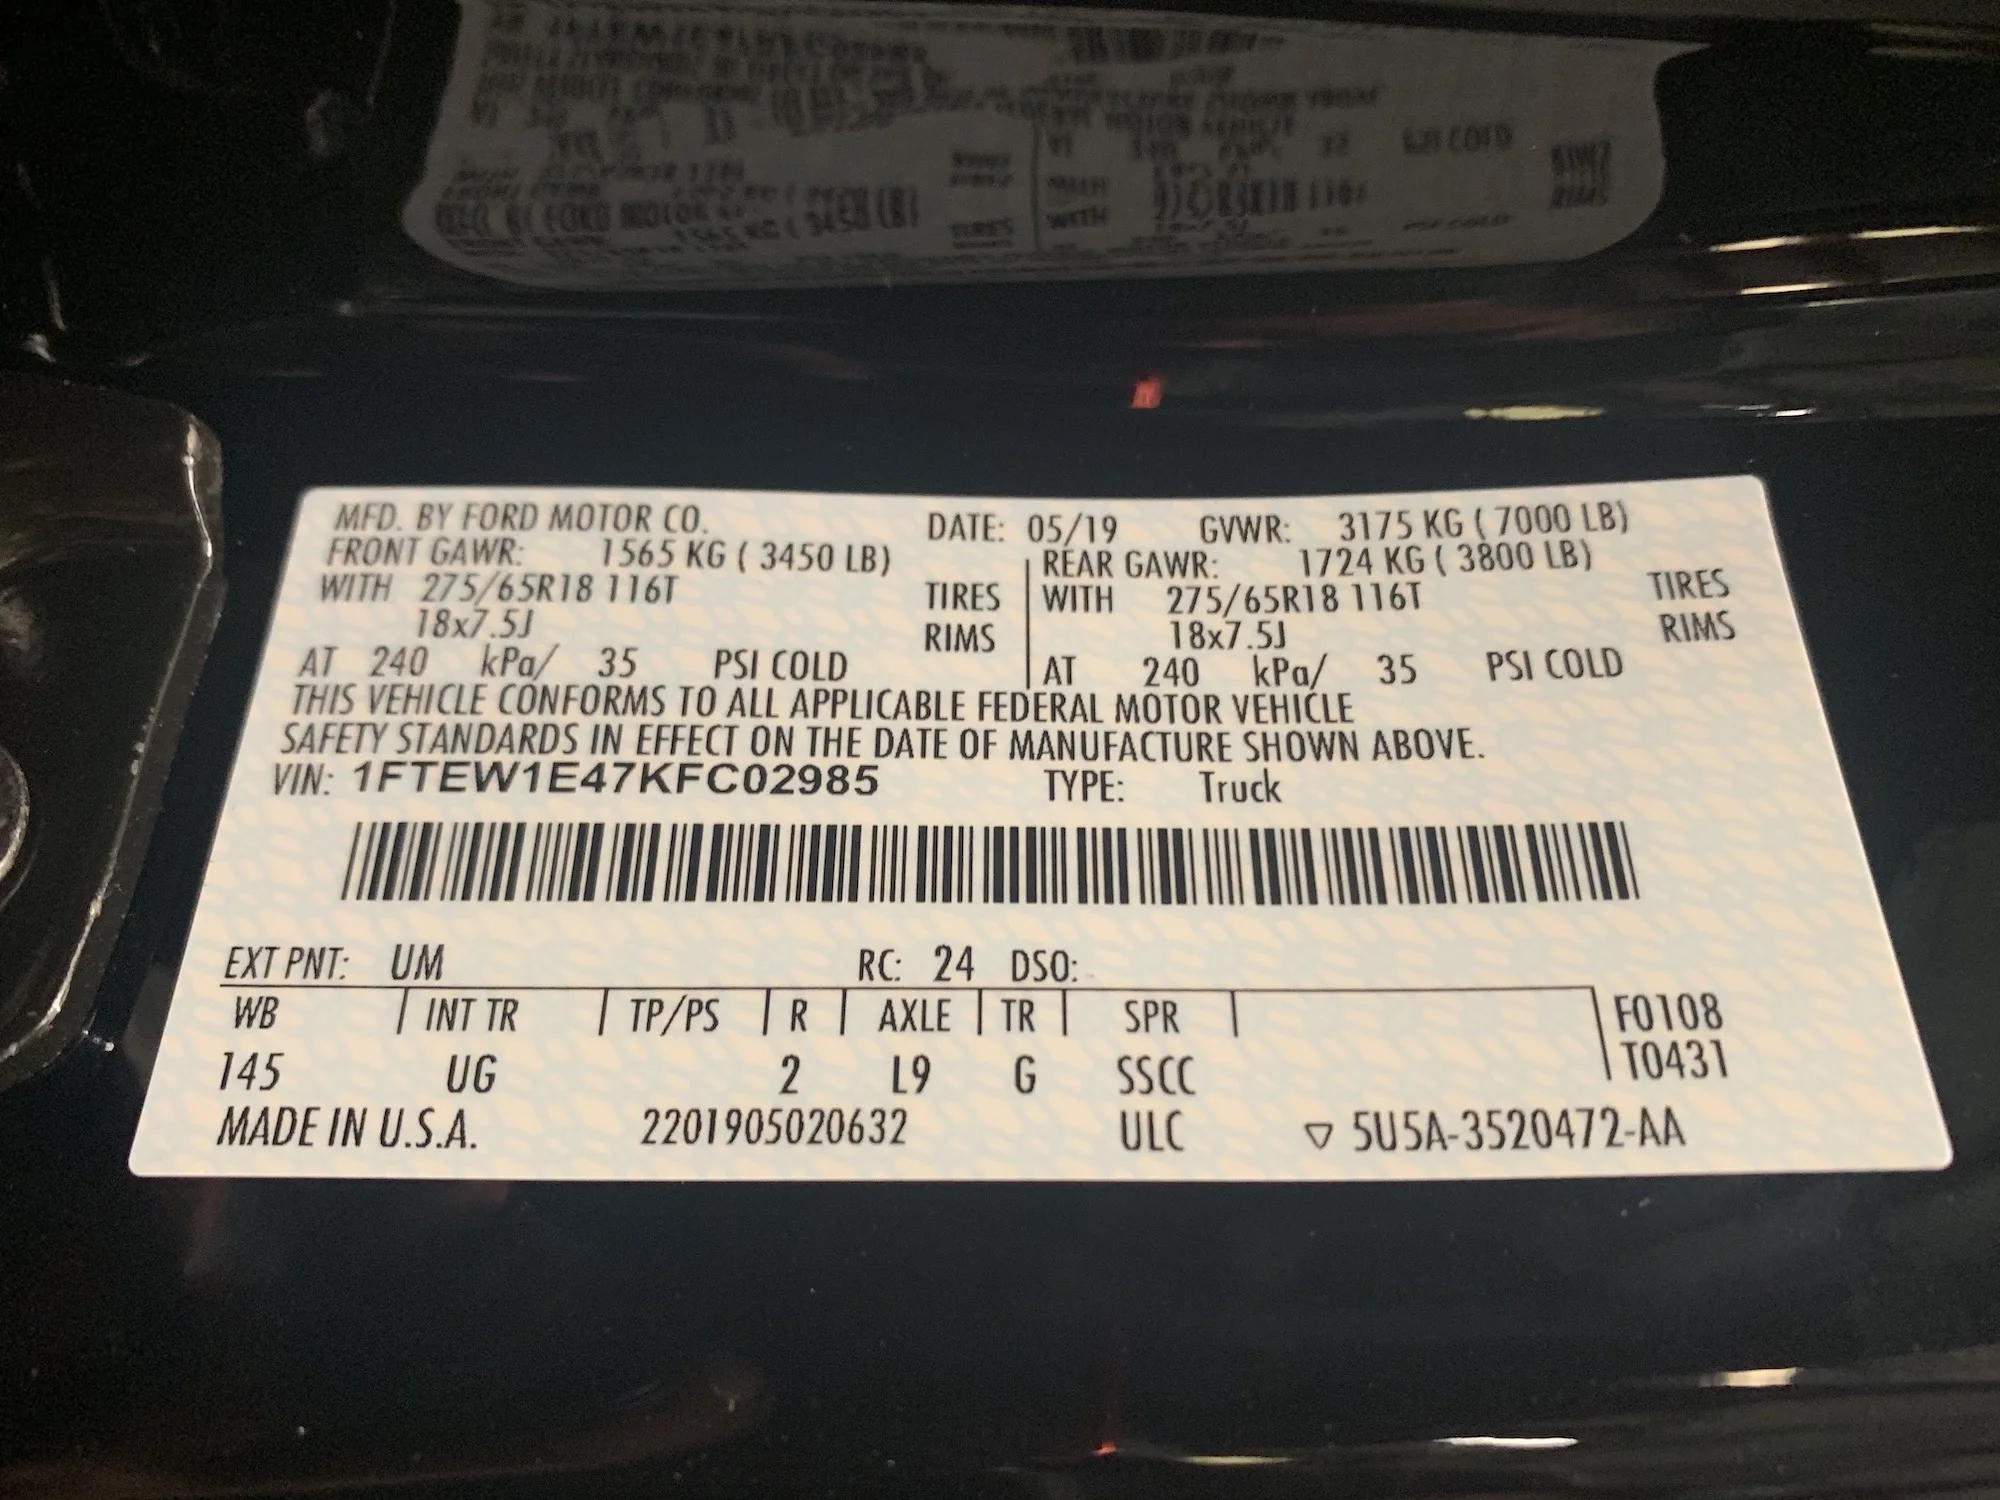 MFD. BY FORD MOTOR CO. DATE: 05/19 GVWR: 3175 KG ( 7000 LB)
FRONT GAWR: 1565 KG ( 3450 LB) REAR GAWR: 1724 KG ( 3800 LB)
WITH 275/65R18 116T TIRES WITH 275/65R18 116T TIRES
18x7.5J RIMS 18x7.5J RIMS
AT 240 kPa/ 35 PSI COLD AT 240 kPa/ 35 PSI COLD
THIS VEHICLE CONFORMS TO ALL APPLICABLE FEDERAL MOTOR VEHICLE
SAFETY STANDARDS IN EFFECT ON THE DATE OF MANUFACTURE SHOWN ABOVE.
VIN: 1FTEW1E47KFC02985 TYPE: Truck
EXT PNT: UM RC: 24 DSO:
WB INT TR TP/PS R AXLE TR SPR F0108
145 UG 2 L9 G SSCC T0431
MADE IN U.S.A. 2201905020632 ULC ▽ 5U5A-3520472-AA